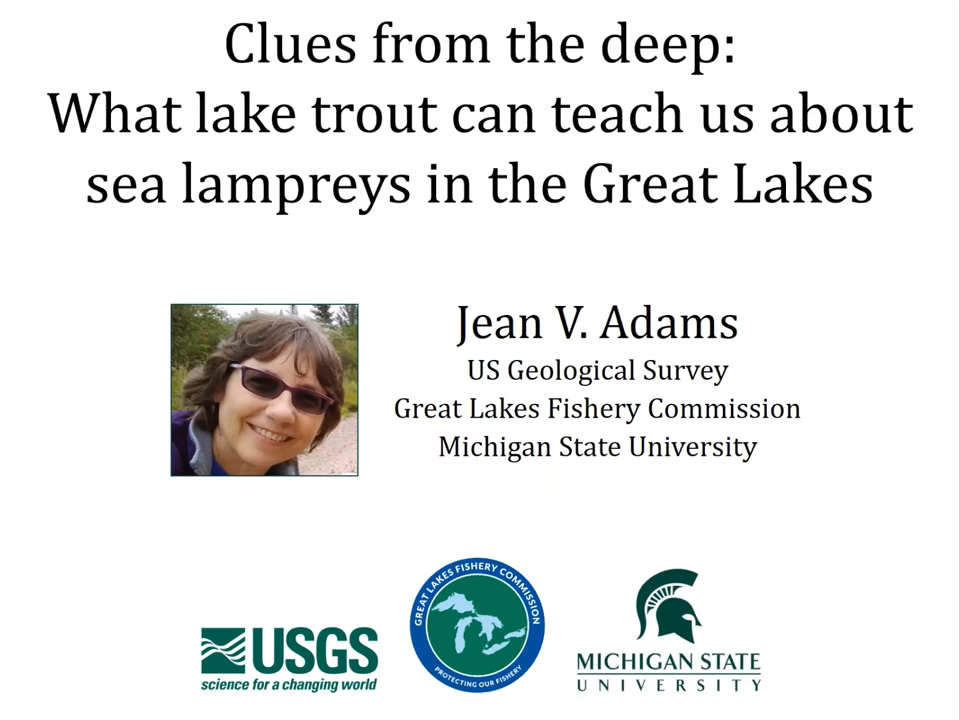 Clues from the deep:
What lake trout can teach us about
sea lampreys in the Great Lakes
Jean V. Adams
US Geological Survey
Great Lakes Fishery Commission
Michigan State University
USGS
science for a changing world
GREAT LAKES FISHERY COMMISSION
PROTECTING OUR FISHERY
MICHIGAN STATE
UNIVERSITY